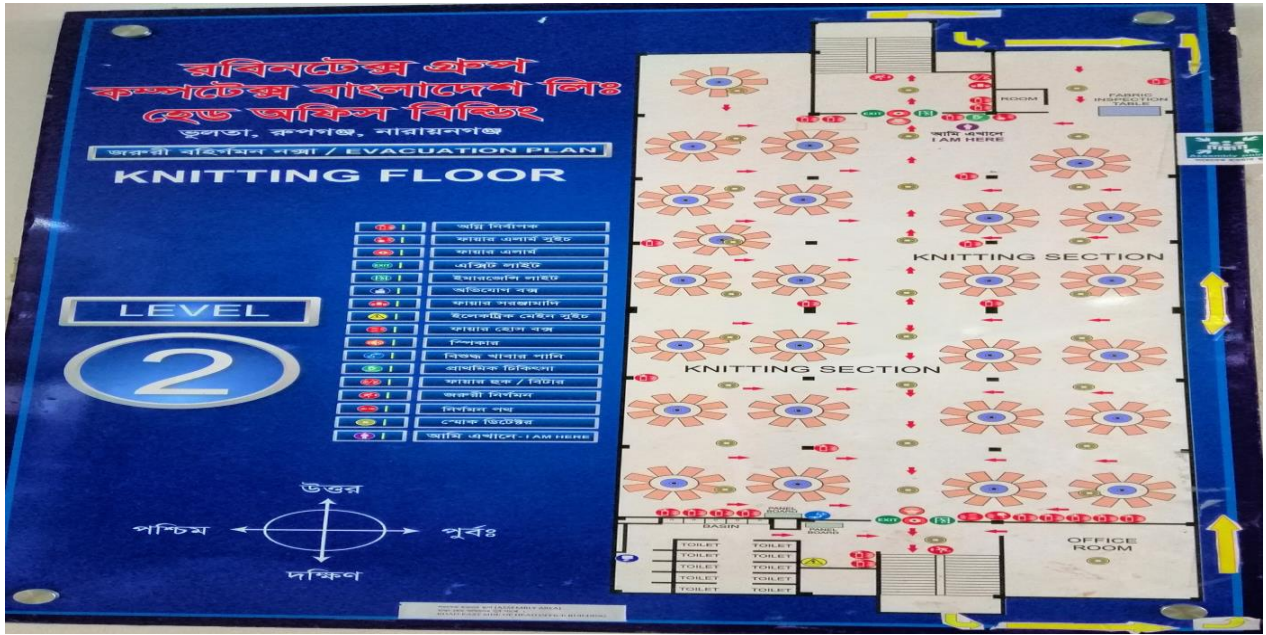 রবিনটেক্স গ্রুপ
কম্পটেক্স বাংলাদেশ লিঃ
হেড অফিস বিল্ডিং
ভূলতা, রুপগঞ্জ, নারায়নগঞ্জ
জরুরী বহির্গমন নক্সা / EVACUATION PLAN
KNITTING FLOOR
LEVEL
2
অগ্নি নির্বাপক
ফায়ার এলার্ম সুইচ
ফায়ার এলার্ম
EXIT
এক্সিট লাইট
ইমারজেন্সি লাইট
অভিযোগ বক্স
ফায়ার সরঞ্জামাদি
ইলেকট্রিক মেইন সুইচ
ফায়ার হোস বক্স
স্পিকার
বিশুদ্ধ খাবার পানি
প্রাথমিক চিকিৎসা
ফায়ার হুক / বিটার
জরুরী নির্গমন
নির্গমন পথ
স্মোক ডিটেক্টর
আমি এখানে - I AM HERE
উত্তর
পশ্চিম
পুর্বঃ
দক্ষিণ
ROOM
FABRIC
INSPECTION
TABLE
EXIT
আমি এখানে
I AM HERE
KNITTING SECTION
KNITTING SECTION
BASIN
PANEL
BOARD
PANEL
BOARD
EXIT
OFFICE
ROOM
TOILET TOILET
TOILET TOILET
TOILET TOILET
TOILET TOILET
TOILET TOILET
Assembly